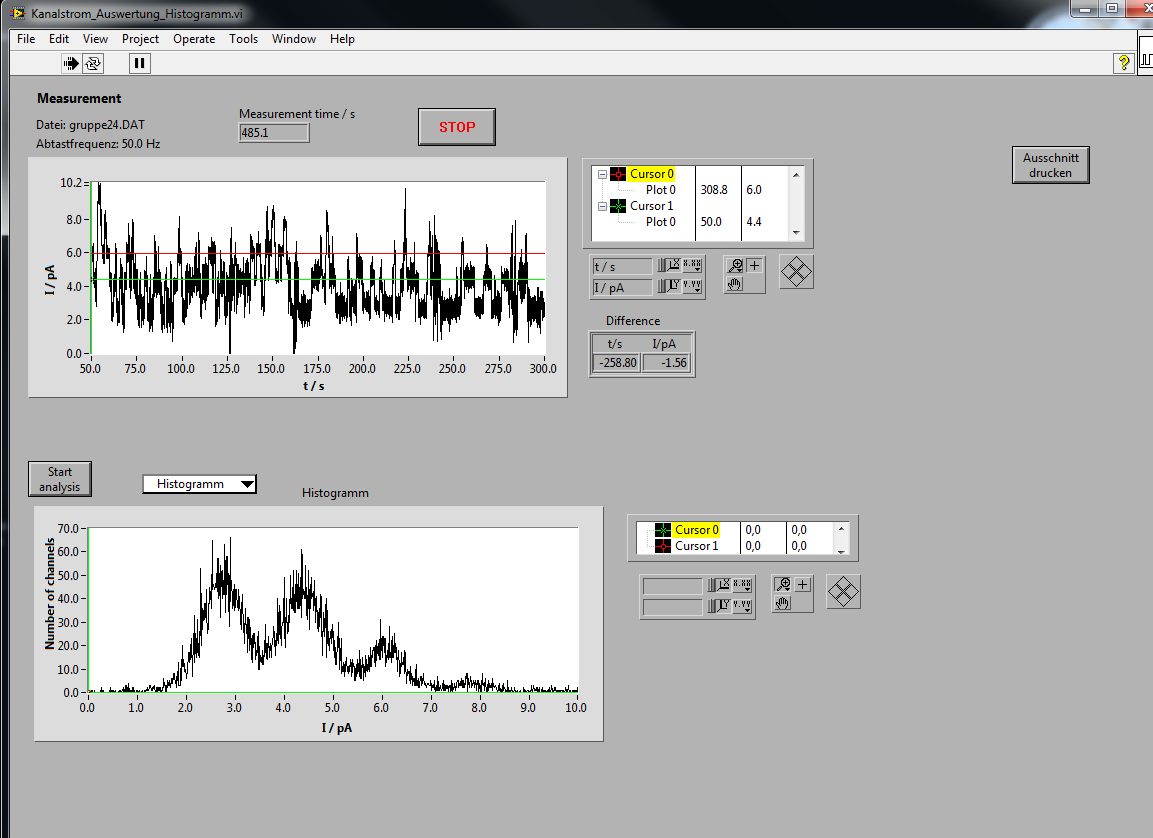 Kanalstrom_Auswertung_Histogramm.vi
File Edit View Project Operate Tools Window Help
?
Measurement
Datei: gruppe24.DAT
Abtastfrequenz: 50.0 Hz
Measurement time / s
485.1
STOP
Ausschnitt
drucken
10.2
8.0
6.0
4.0
2.0
0.0
I / pA
50.0 75.0 100.0 125.0 150.0 175.0 200.0 225.0 250.0 275.0 300.0
t / s
Cursor 0
Plot 0 308.8 6.0
Cursor 1
Plot 0 50.0 4.4
t / s X X.XX
I / pA Y Y.YY
Difference
t/s I/pA
-258.80 -1.56
Start
analysis
Histogramm
Histogramm
70.0
60.0
50.0
40.0
30.0
20.0
10.0
0.0
Number of channels
0.0 1.0 2.0 3.0 4.0 5.0 6.0 7.0 8.0 9.0 10.0
I / pA
Cursor 0 0,0 0,0
Cursor 1 0,0 0,0
X X.XX
Y Y.YY